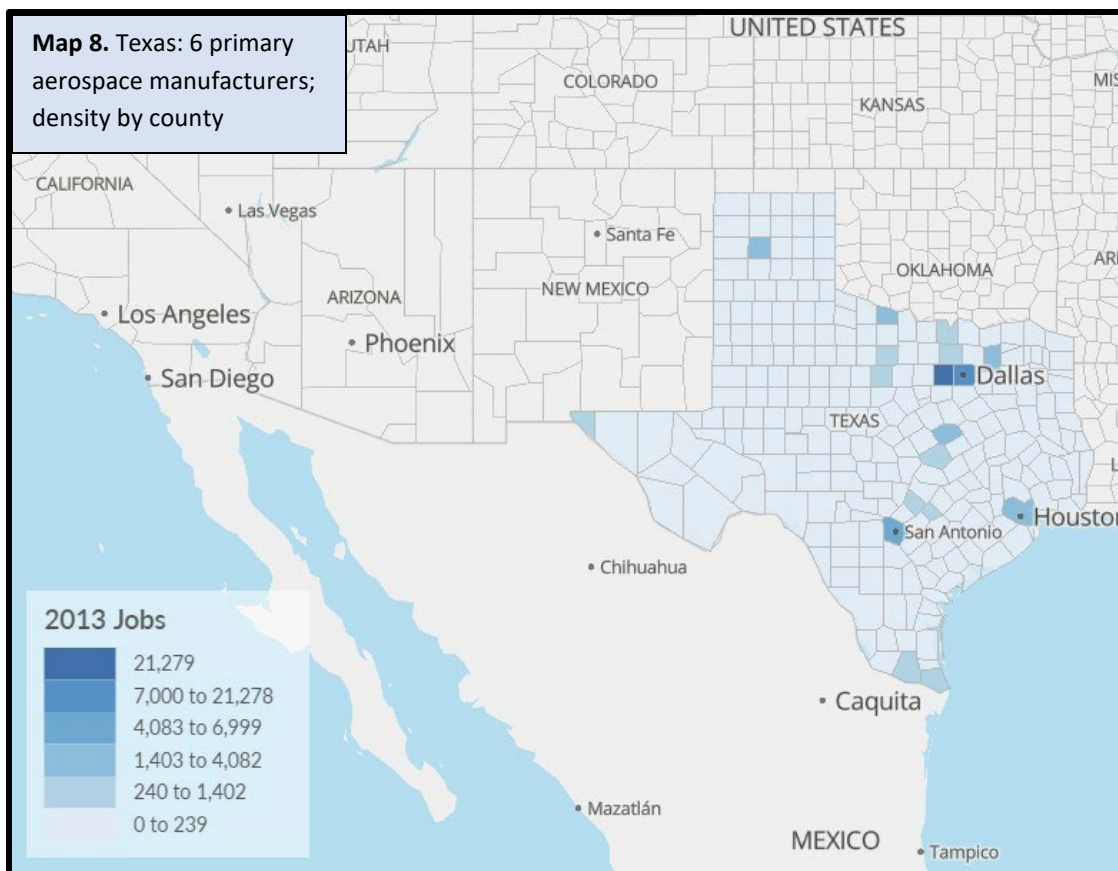 Map 8. Texas: 6 primary
aerospace manufacturers;
density by county
UNITED STATES
UTAH
COLORADO
KANSAS
MIS
CALIFORNIA
Las Vegas
Santa Fe
OKLAHOMA
AR
ARIZONA
NEW MEXICO
Los Angeles
Phoenix
San Diego
Dallas
TEXAS
L
Houston
San Antonio
Chihuahua
2013 Jobs
21,279
7,000 to 21,278
4,083 to 6,999
1,403 to 4,082
240 to 1,402
0 to 239
Caquita
Mazatlán
MEXICO
Tampico